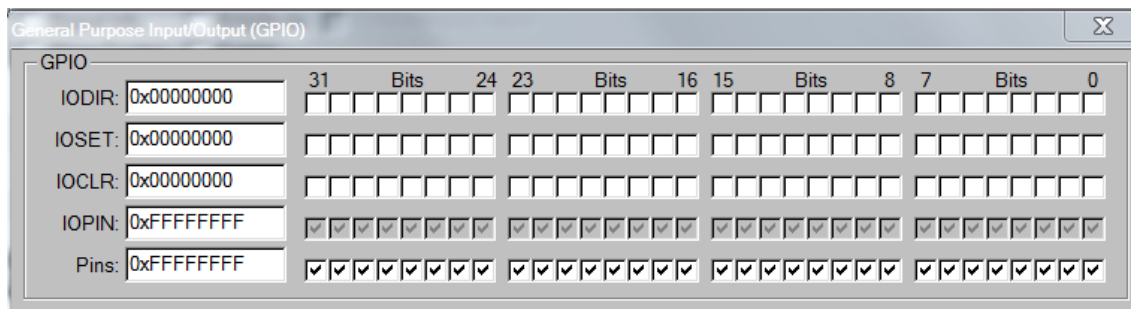 General Purpose Input/Output (GPIO)
GPIO
31 Bits 24 23 Bits 16 15 Bits 8 7 Bits 0
IODIR: 0x00000000
IOSET: 0x00000000
IOCLR: 0x00000000
IOPIN: 0xFFFFFFFF
Pins: 0xFFFFFFFF